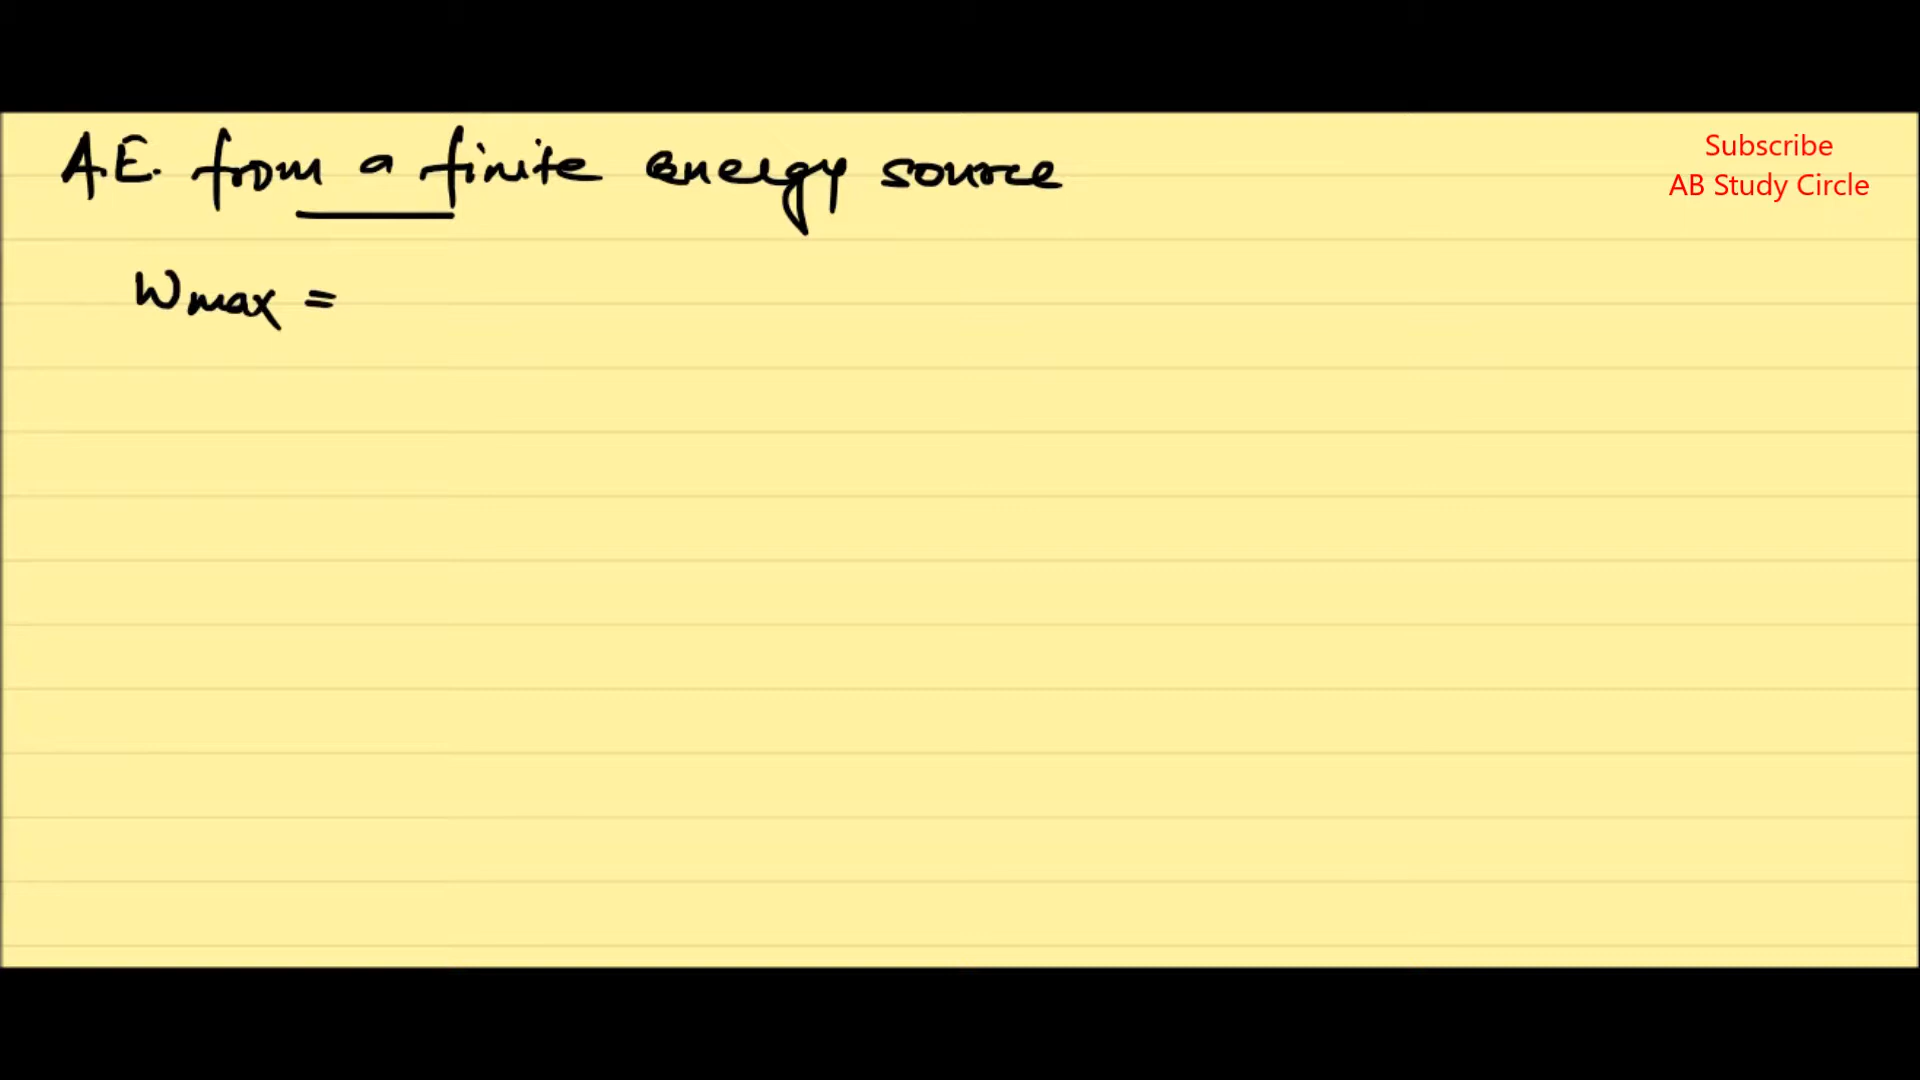 A.E. from a finite energy source
Subscribe
AB Study Circle
Wmax =